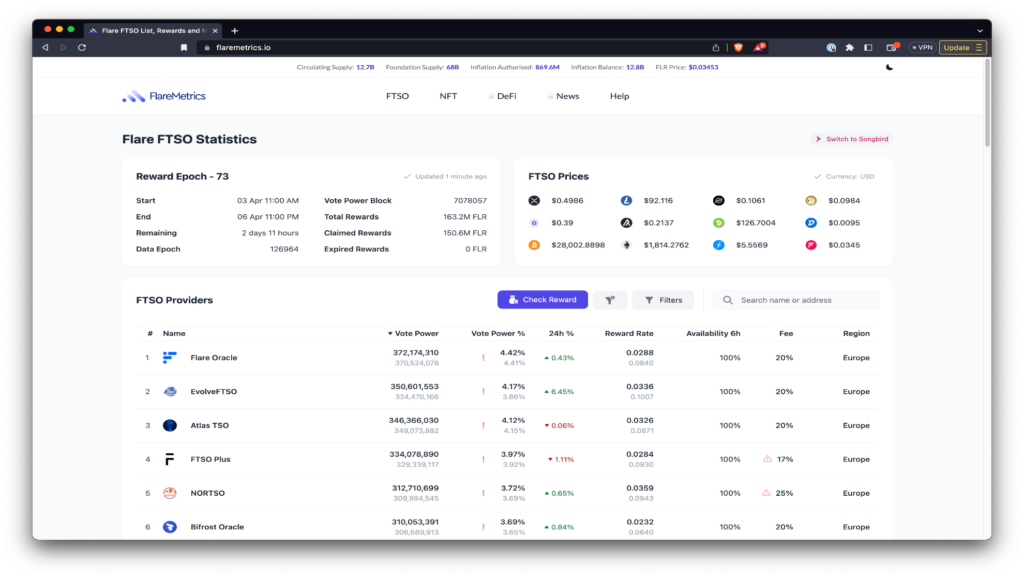 Flare FTSO List, Rewards and
flaremetrics.io
VPN
Update
Circulating Supply: 12.7B Foundation Supply: 68B Inflation Authorised: 869.6M Inflation Balance: 12.8B FLR Price: $0.03453
FlareMetrics FTSO NFT DeFi News Help
Flare FTSO Statistics
Switch to Songbird
Reward Epoch - 73 Updated 1 minute ago
Start 03 Apr 11:00 AM Vote Power Block 7078057
End 06 Apr 11:00 PM Total Rewards 163.2M FLR
Remaining 2 days 11 hours Claimed Rewards 150.6M FLR
Data Epoch 126964 Expired Rewards 0 FLR
FTSO Prices Currency: USD
$0.4986 $92.116 $0.1061 $0.0984
$0.39 $0.2137 $126.7004 $0.0095
$28,002.8898 $1,814.2762 $5.5569 $0.0345
FTSO Providers Check Reward Filters Search name or address
# Name Vote Power Vote Power % 24h % Reward Rate Availability 6h Fee Region
1 Flare Oracle 372,174,310 4.42% 0.43% 0.0288 100% 20% Europe
370,524,078 4.41% 0.0840
2 EvolveFTSO 350,601,553 4.17% 6.45% 0.0336 100% 20% Europe
324,470,166 3.86% 0.1007
3 Atlas TSO 346,366,030 4.12% 0.06% 0.0326 100% 20% Europe
349,073,882 4.15% 0.0871
4 FTSO Plus 334,078,890 3.97% 1.11% 0.0284 100% 17% Europe
329,339,117 3.92% 0.0930
5 NORTSO 312,710,699 3.72% 0.65% 0.0359 100% 25% Europe
309,994,545 3.69% 0.0943
6 Bifrost Oracle 310,053,391 3.69% 0.84% 0.0232 100% 20% Europe
306,689,913 3.65% 0.0640